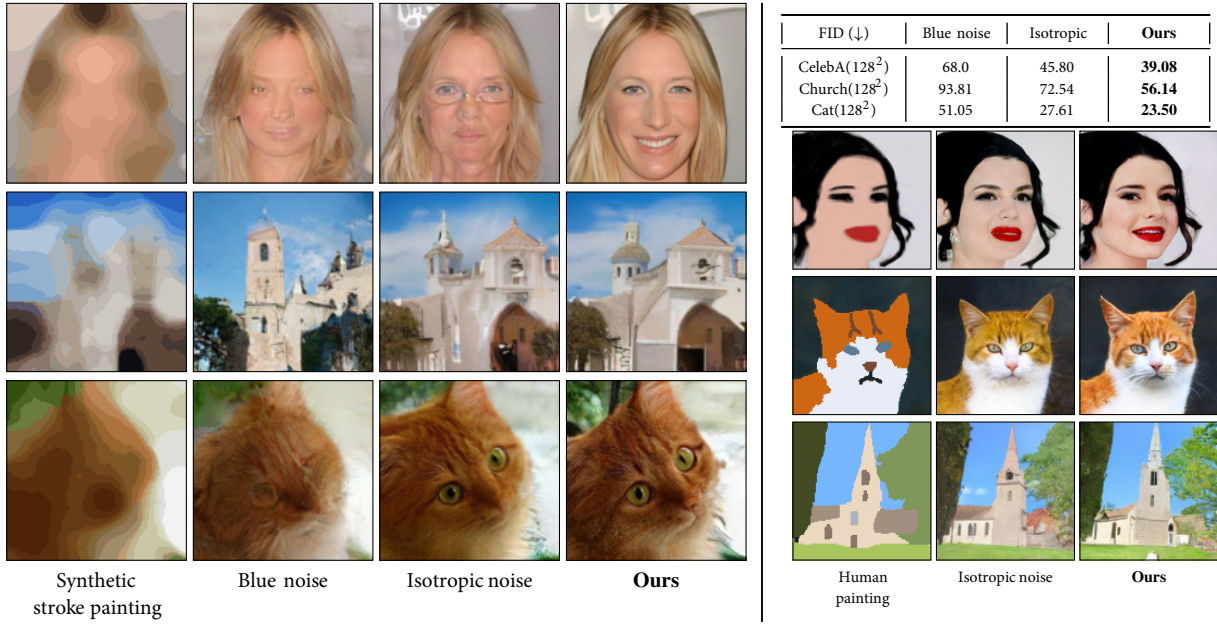 Synthetic
stroke painting
Blue noise
Isotropic noise
Ours
FID (↓) Blue noise Isotropic Ours
CelebA(128²) 68.0 45.80 39.08
Church(128²) 93.81 72.54 56.14
Cat(128²) 51.05 27.61 23.50
Human
painting
Isotropic noise
Ours